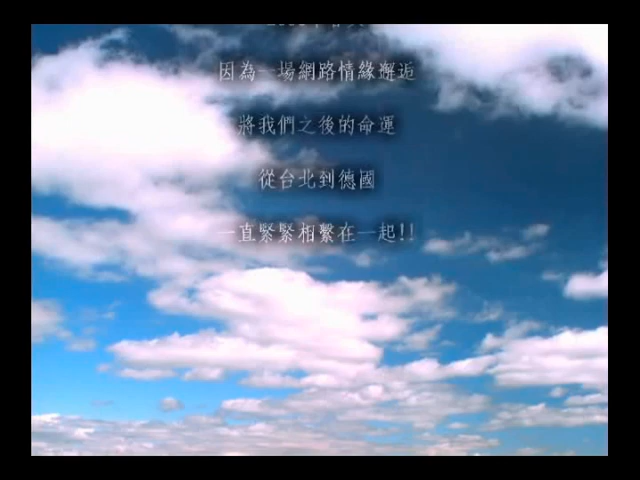 因為一場網路情緣邂逅
將我們之後的命運
從台北到德國
一直緊緊相繫在一起!!